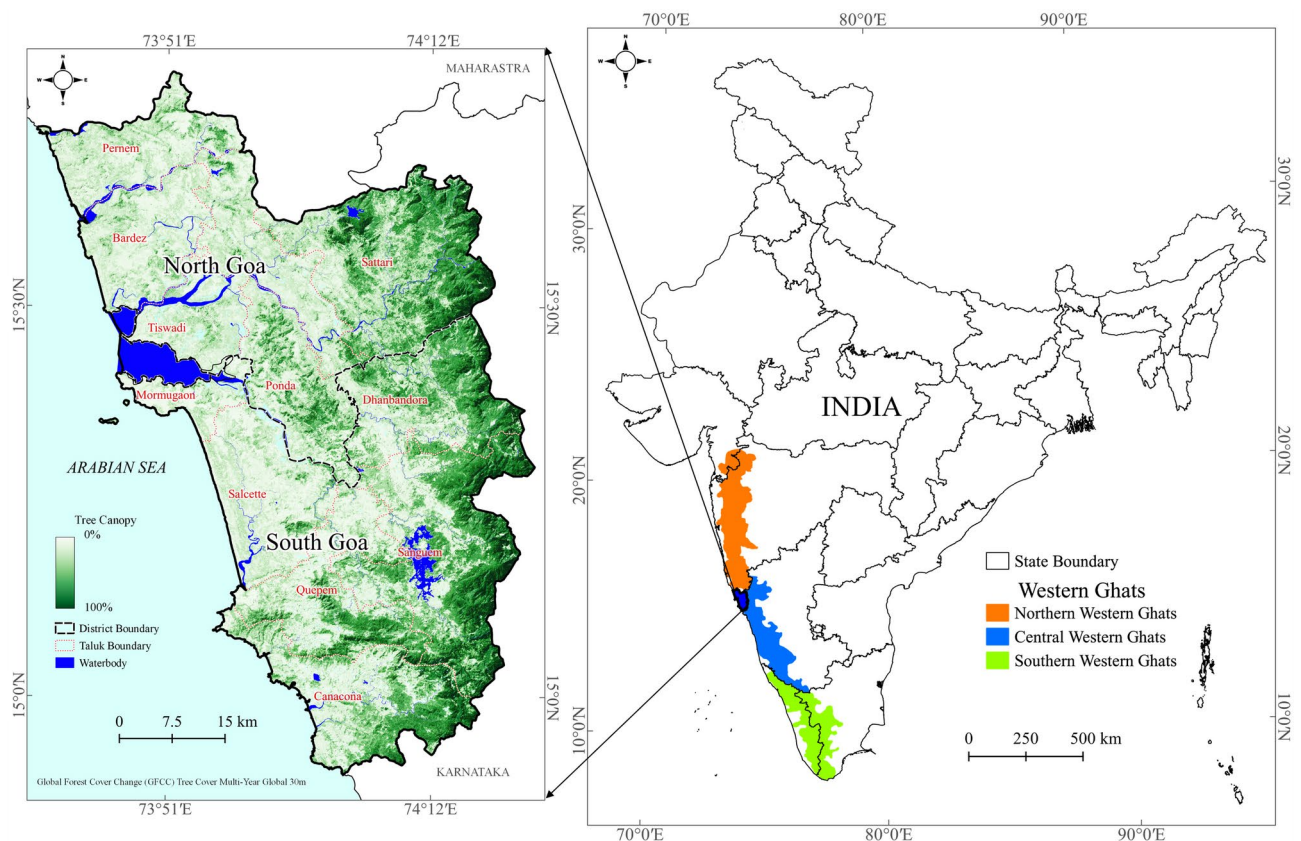 73°51'E
74°12'E
N
W
E
S
MAHARASTRA
Pernem
Bardez
North Goa
Sattari
15°30'N
15°30'N
Tiswadi
Ponda
Mormugaon
Dhanbandora
ARABIAN SEA
Salcette
Tree Canopy
0%
100%
South Goa
Sanguem
Quepem
District Boundary
Taluk Boundary
Waterbody
Canacona
15°0'N
15°0'N
0 7.5 15 km
Global Forest Cover Change (GFCC) Tree Cover Multi-Year Global 30m
KARNATAKA
73°51'E
74°12'E
70°0'E
80°0'E
90°0'E
N
W
E
S
30°0'N
30°0'N
INDIA
20°0'N
20°0'N
State Boundary
Western Ghats
Northern Western Ghats
Central Western Ghats
Southern Western Ghats
10°0'N
10°0'N
0 250 500 km
70°0'E
80°0'E
90°0'E